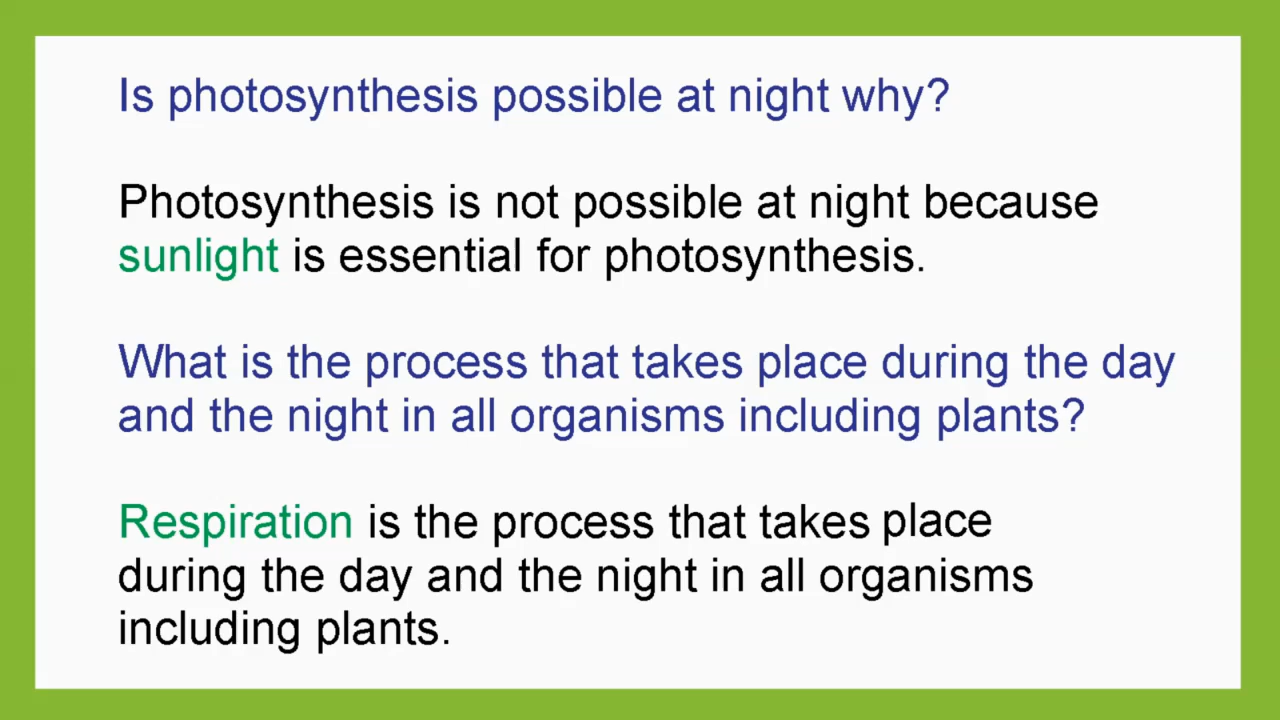 Is photosynthesis possible at night why?
Photosynthesis is not possible at night because
sunlight is essential for photosynthesis.
What is the process that takes place during the day
and the night in all organisms including plants?
Respiration is the process that takes place
during the day and the night in all organisms
including plants.